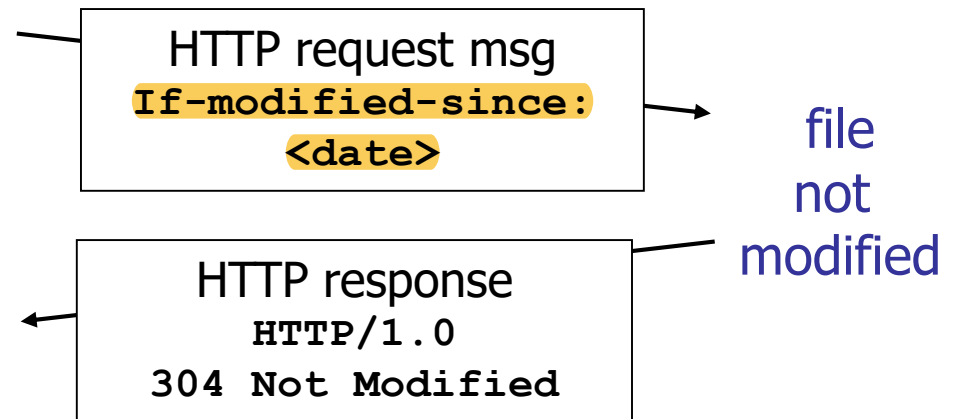 HTTP request msg
If-modified-since:
<date>
file
not
modified
HTTP response
HTTP/1.0
304 Not Modified